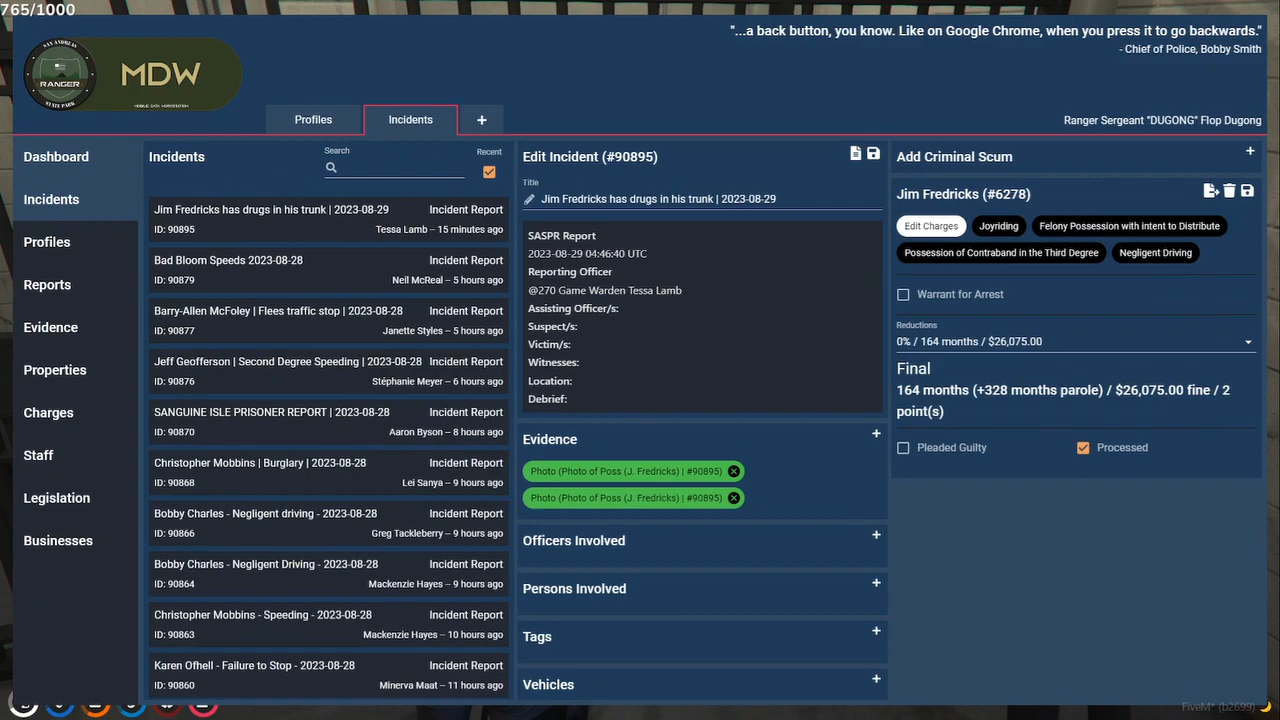 765/1000
"...a back button, you know. Like on Google Chrome, when you press it to go backwards."
- Chief of Police, Bobby Smith
SAN ANDREAS
RANGER
STATE PARK
MDW
MOBILE DATA WORKSTATION
Profiles
Incidents
+
Ranger Sergeant "DUGONG" Flop Dugong
Dashboard
Incidents
Profiles
Reports
Evidence
Properties
Charges
Staff
Legislation
Businesses
Incidents
Search
Recent
Jim Fredricks has drugs in his trunk | 2023-08-29 Incident Report
ID: 90895 Tessa Lamb – 15 minutes ago
Bad Bloom Speeds 2023-08-28 Incident Report
ID: 90879 Neil McReal – 5 hours ago
Barry-Allen McFoley | Flees traffic stop | 2023-08-28 Incident Report
ID: 90877 Janette Styles – 5 hours ago
Jeff Geofferson | Second Degree Speeding | 2023-08-28 Incident Report
ID: 90876 Stéphanie Meyer – 6 hours ago
SANGUINE ISLE PRISONER REPORT | 2023-08-28 Incident Report
ID: 90870 Aaron Byson – 8 hours ago
Christopher Mobbins | Burglary | 2023-08-28 Incident Report
ID: 90868 Lei Sanya – 9 hours ago
Bobby Charles - Negligent driving - 2023-08-28 Incident Report
ID: 90866 Greg Tackleberry – 9 hours ago
Bobby Charles - Negligent Driving - 2023-08-28 Incident Report
ID: 90864 Mackenzie Hayes – 9 hours ago
Christopher Mobbins - Speeding - 2023-08-28 Incident Report
ID: 90863 Mackenzie Hayes – 10 hours ago
Karen Ofhell - Failure to Stop - 2023-08-28 Incident Report
ID: 90860 Minerva Maat – 11 hours ago
Edit Incident (#90895)
Title
Jim Fredricks has drugs in his trunk | 2023-08-29
SASPR Report
2023-08-29 04:46:40 UTC
Reporting Officer
@270 Game Warden Tessa Lamb
Assisting Officer/s:
Suspect/s:
Victim/s:
Witnesses:
Location:
Debrief:
Evidence +
Photo (Photo of Poss (J. Fredricks) | #90895)
Photo (Photo of Poss (J. Fredricks) | #90895)
Officers Involved +
Persons Involved +
Tags +
Vehicles +
Add Criminal Scum +
Jim Fredricks (#6278)
Edit Charges Joyriding Felony Possession with intent to Distribute
Possession of Contraband in the Third Degree Negligent Driving
Warrant for Arrest
Reductions
0% / 164 months / $26,075.00
Final
164 months (+328 months parole) / $26,075.00 fine / 2
point(s)
Pleaded Guilty Processed
FiveM* (b2699)